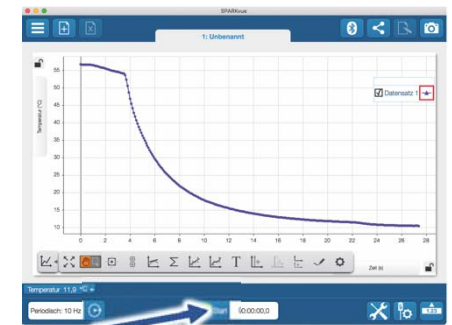 SPARKvue
1: Unbenannt
Datensatz 1
Temperatur (°C)
55
50
45
40
35
30
25
20
15
10
0 2 4 6 8 10 12 14 16 18 20 22 24 26 28
Σ T
Zeit (s)
Temperatur 11,9 °C
Periodisch: 10 Hz
Start
00:00:00,0
1.23